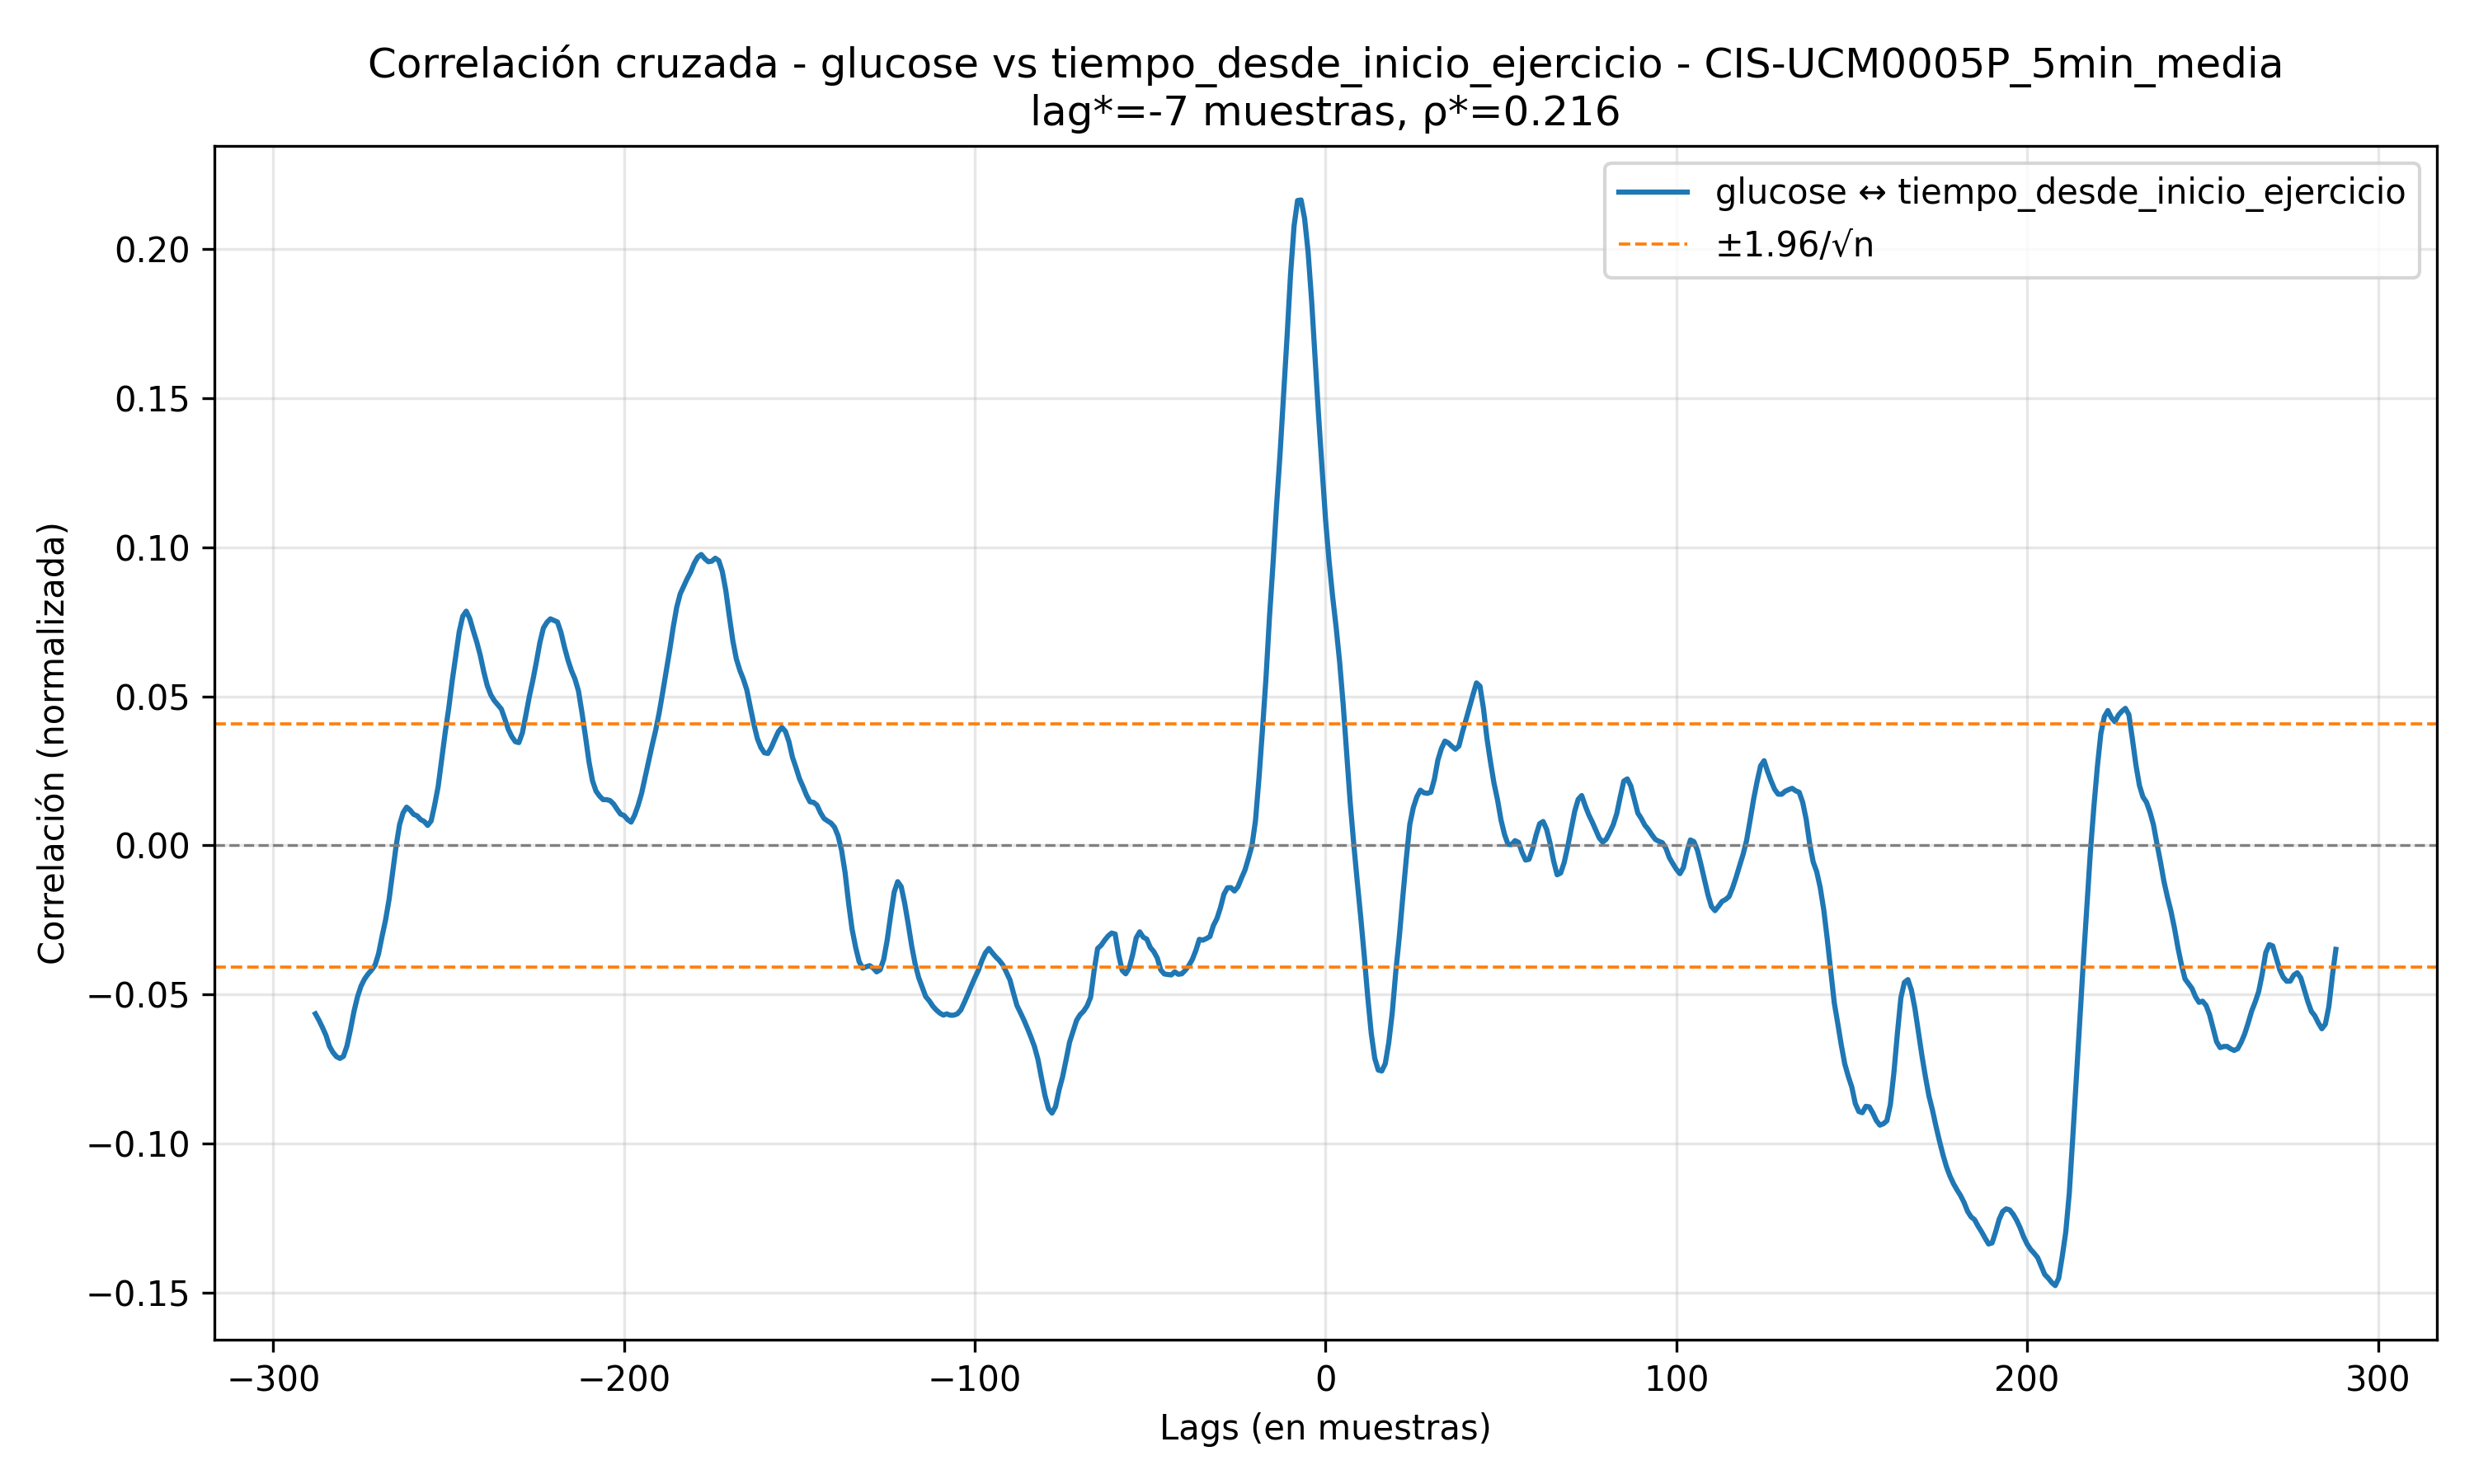 Correlación cruzada - glucose vs tiempo_desde_inicio_ejercicio - CIS-UCM0005P_5min_media
lag*=-7 muestras, ρ*=0.216
glucose ↔ tiempo_desde_inicio_ejercicio
±1.96/√n
Correlación (normalizada)
0.20
0.15
0.10
0.05
0.00
−0.05
−0.10
−0.15
−300
−200
−100
0
100
200
300
Lags (en muestras)